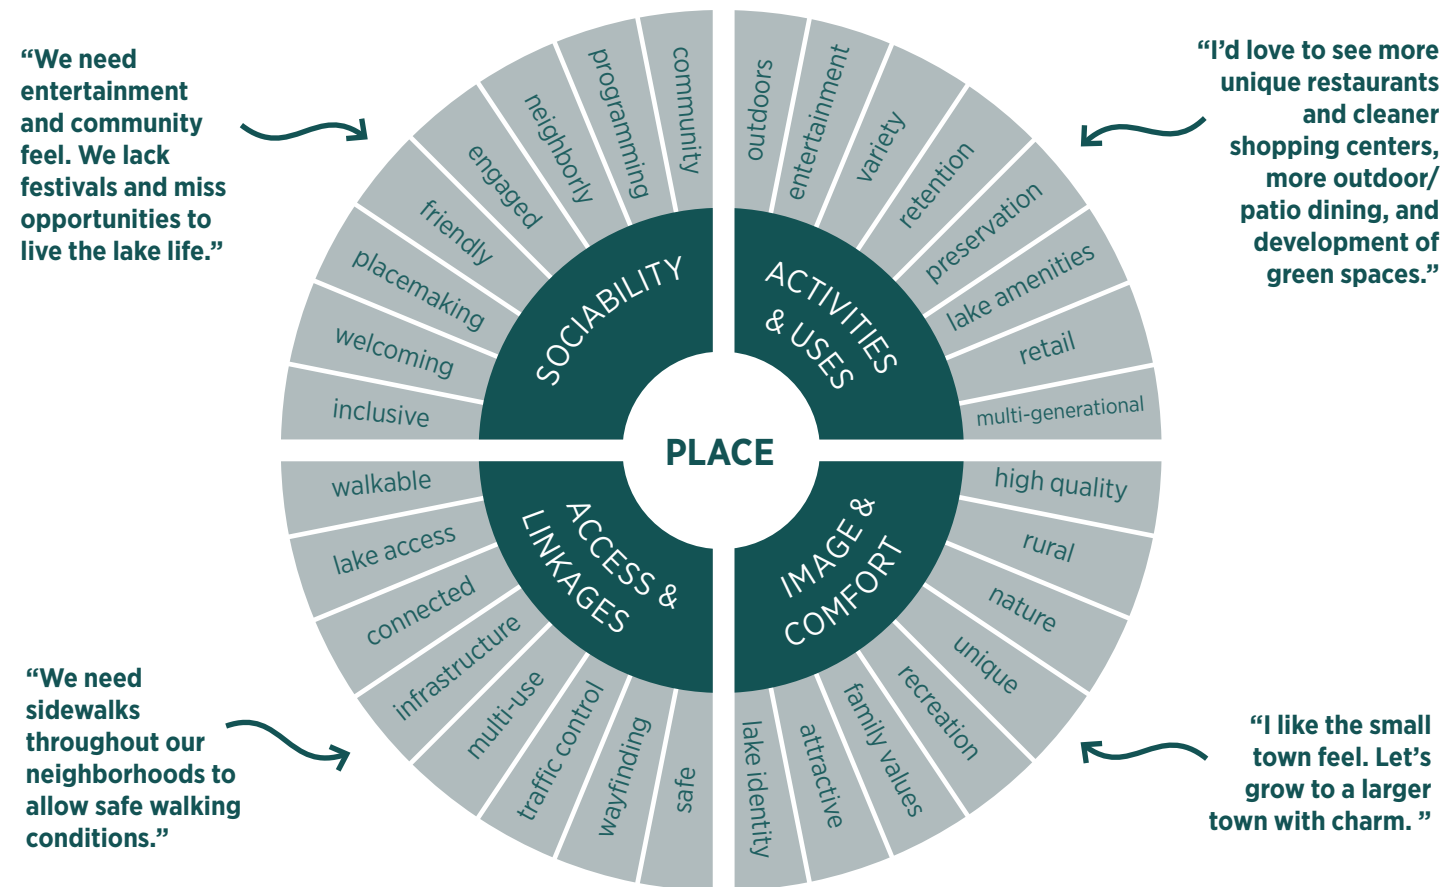 “We need
entertainment
and community
feel. We lack
festivals and miss
opportunities to
live the lake life.”
“I’d love to see more
unique restaurants
and cleaner
shopping centers,
more outdoor/
patio dining, and
development of
green spaces.”
SOCIABILITY
inclusive
welcoming
placemaking
friendly
engaged
neighborly
programming
community
ACTIVITIES
& USES
outdoors
entertainment
variety
retention
preservation
lake amenities
retail
multi-generational
PLACE
ACCESS &
LINKAGES
walkable
lake access
connected
infrastructure
multi-use
traffic control
wayfinding
safe
IMAGE &
COMFORT
high quality
rural
nature
unique
recreation
family values
attractive
lake identity
“We need
sidewalks
throughout our
neighborhoods to
allow safe walking
conditions.”
“I like the small
town feel. Let’s
grow to a larger
town with charm. ”